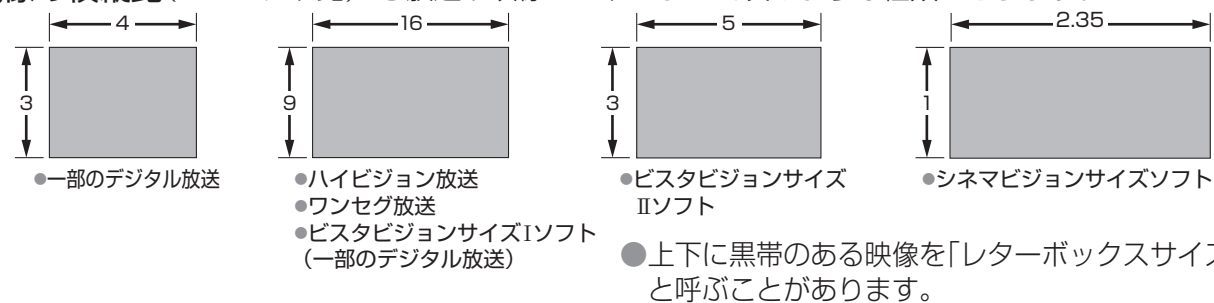 4
3
●一部のデジタル放送
16
9
●ハイビジョン放送
●ワンセグ放送
●ビスタビジョンサイズⅠソフト
(一部のデジタル放送)
5
3
●ビスタビジョンサイズ
Ⅱソフト
2.35
1
●シネマビジョンサイズソフト
●上下に黒帯のある映像を「レターボックスサイズ
と呼ぶことがあります。